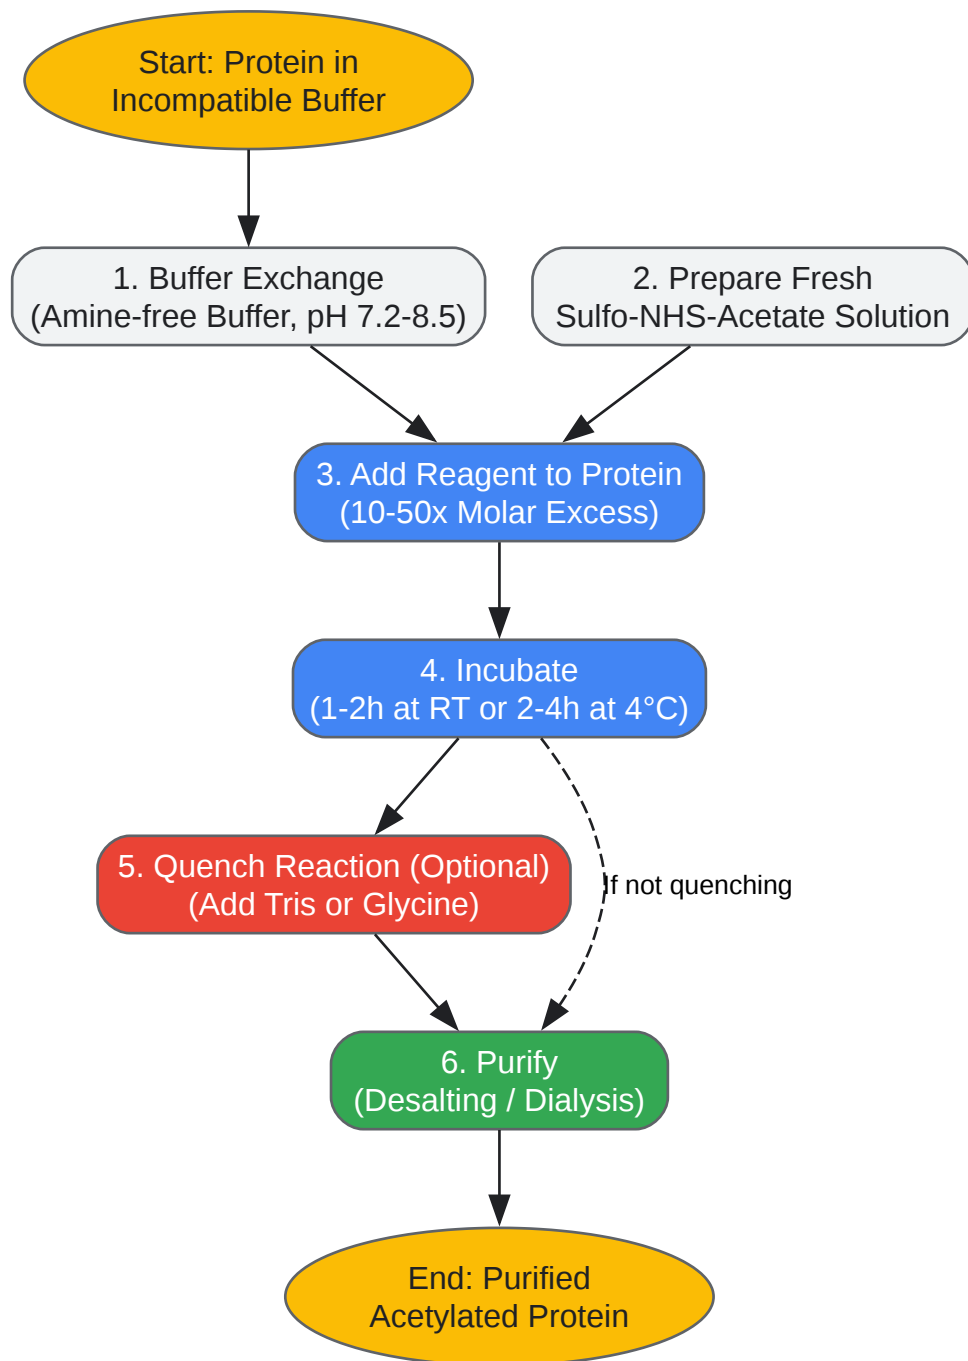 Start: Protein in
Incompatible Buffer
1. Buffer Exchange
(Amine-free Buffer, pH 7.2-8.5)
2. Prepare Fresh
Sulfo-NHS-Acetate Solution
3. Add Reagent to Protein
(10-50x Molar Excess)
4. Incubate
(1-2h at RT or 2-4h at 4°C)
5. Quench Reaction (Optional)
(Add Tris or Glycine)
If not quenching
6. Purify
(Desalting / Dialysis)
End: Purified
Acetylated Protein